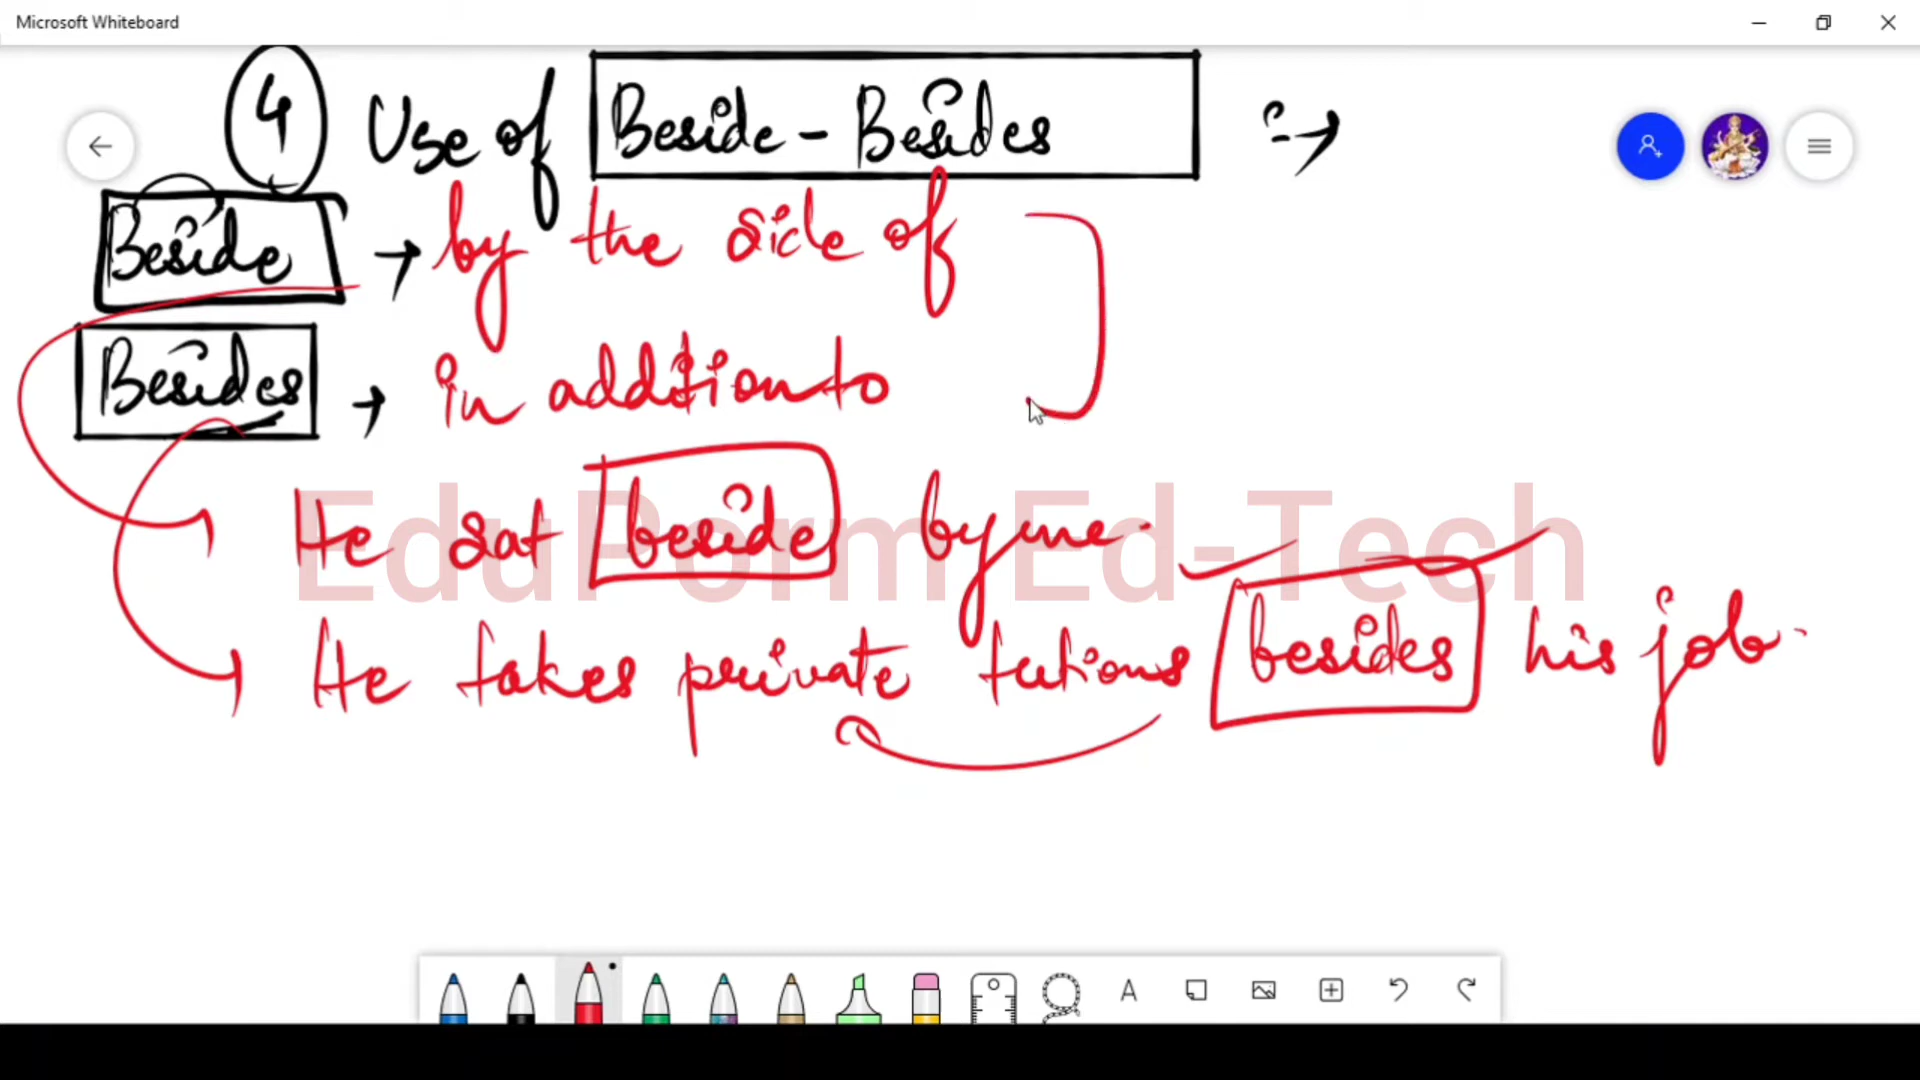 Microsoft Whiteboard
4 Use of Beside - Besides :→
Beside → by the side of
Besides → in addition to
EduPorm Ed-Tech
He sat beside by me.
He takes private tutions besides his job.
A